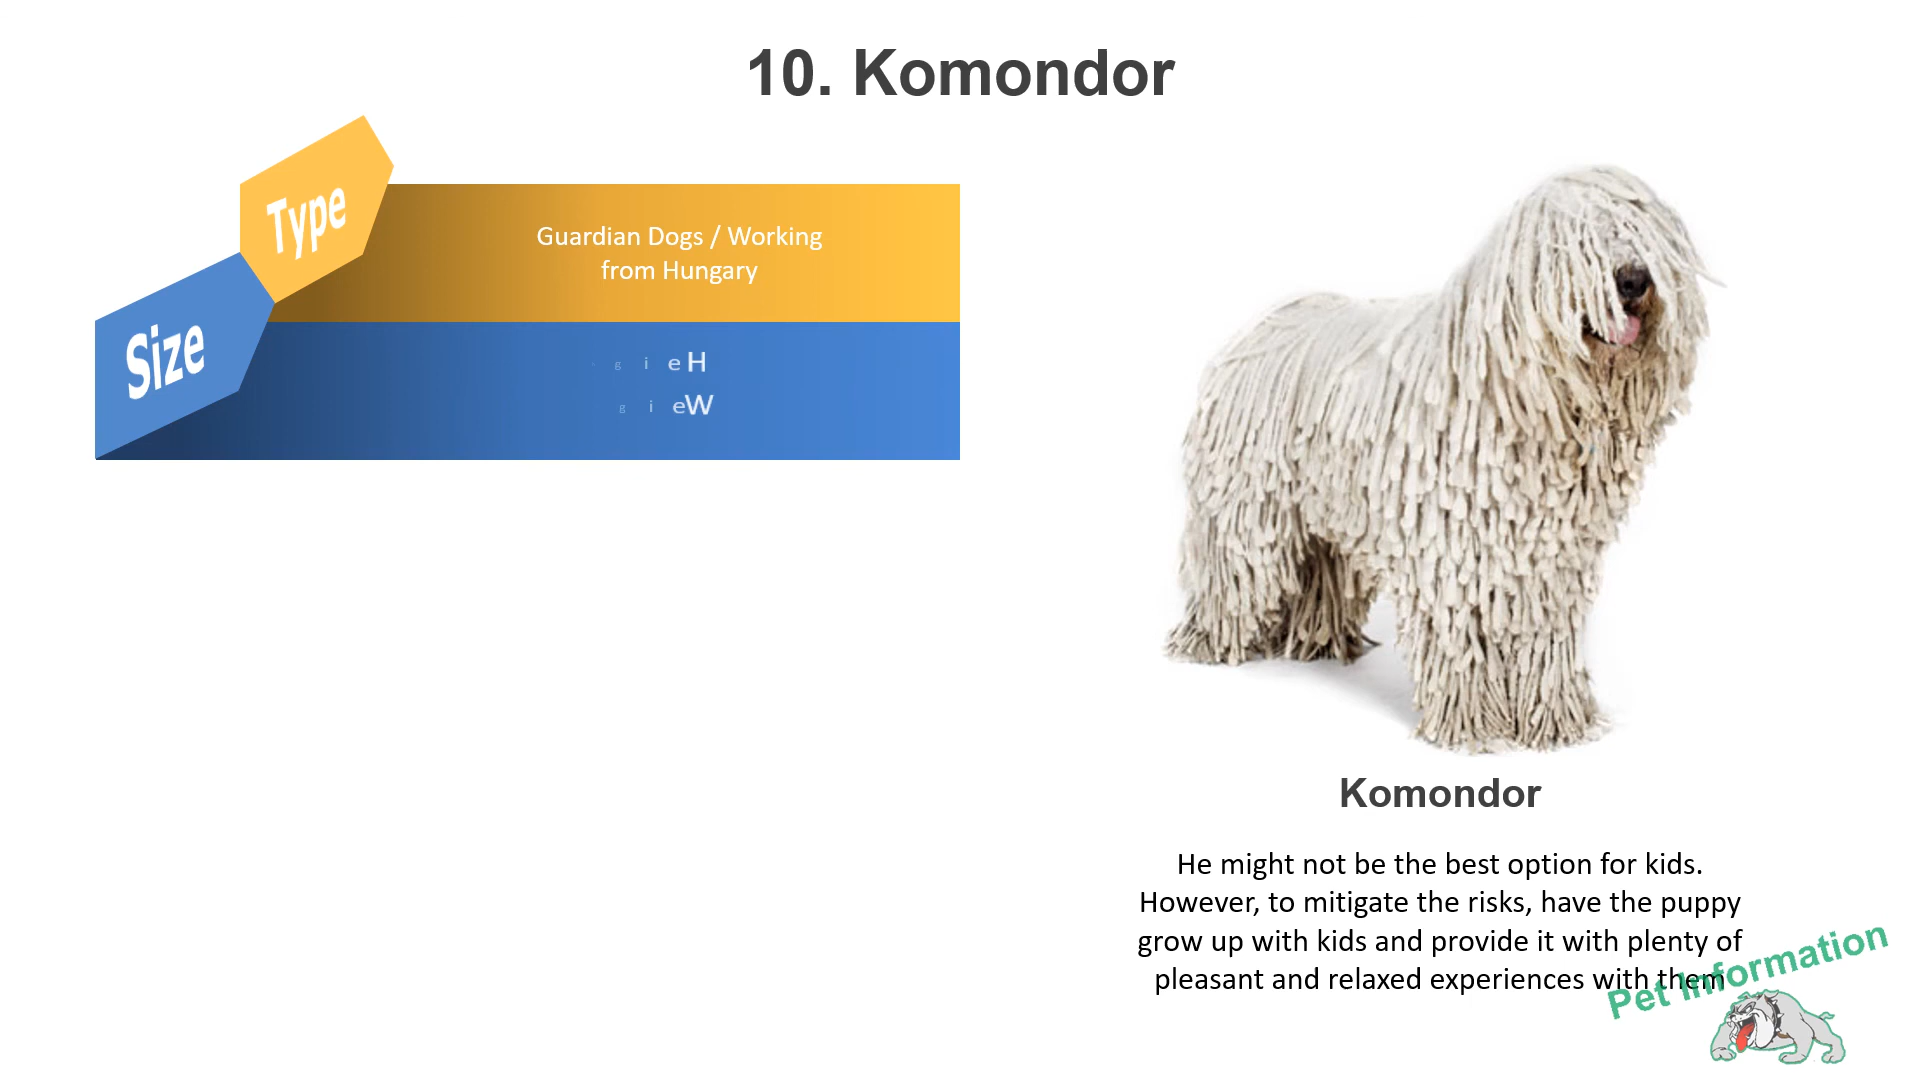 10. Komondor
Type
Guardian Dogs / Working
from Hungary
Size
Komondor
He might not be the best option for kids.
However, to mitigate the risks, have the puppy
grow up with kids and provide it with plenty of
pleasant and relaxed experiences with them
Pet Information